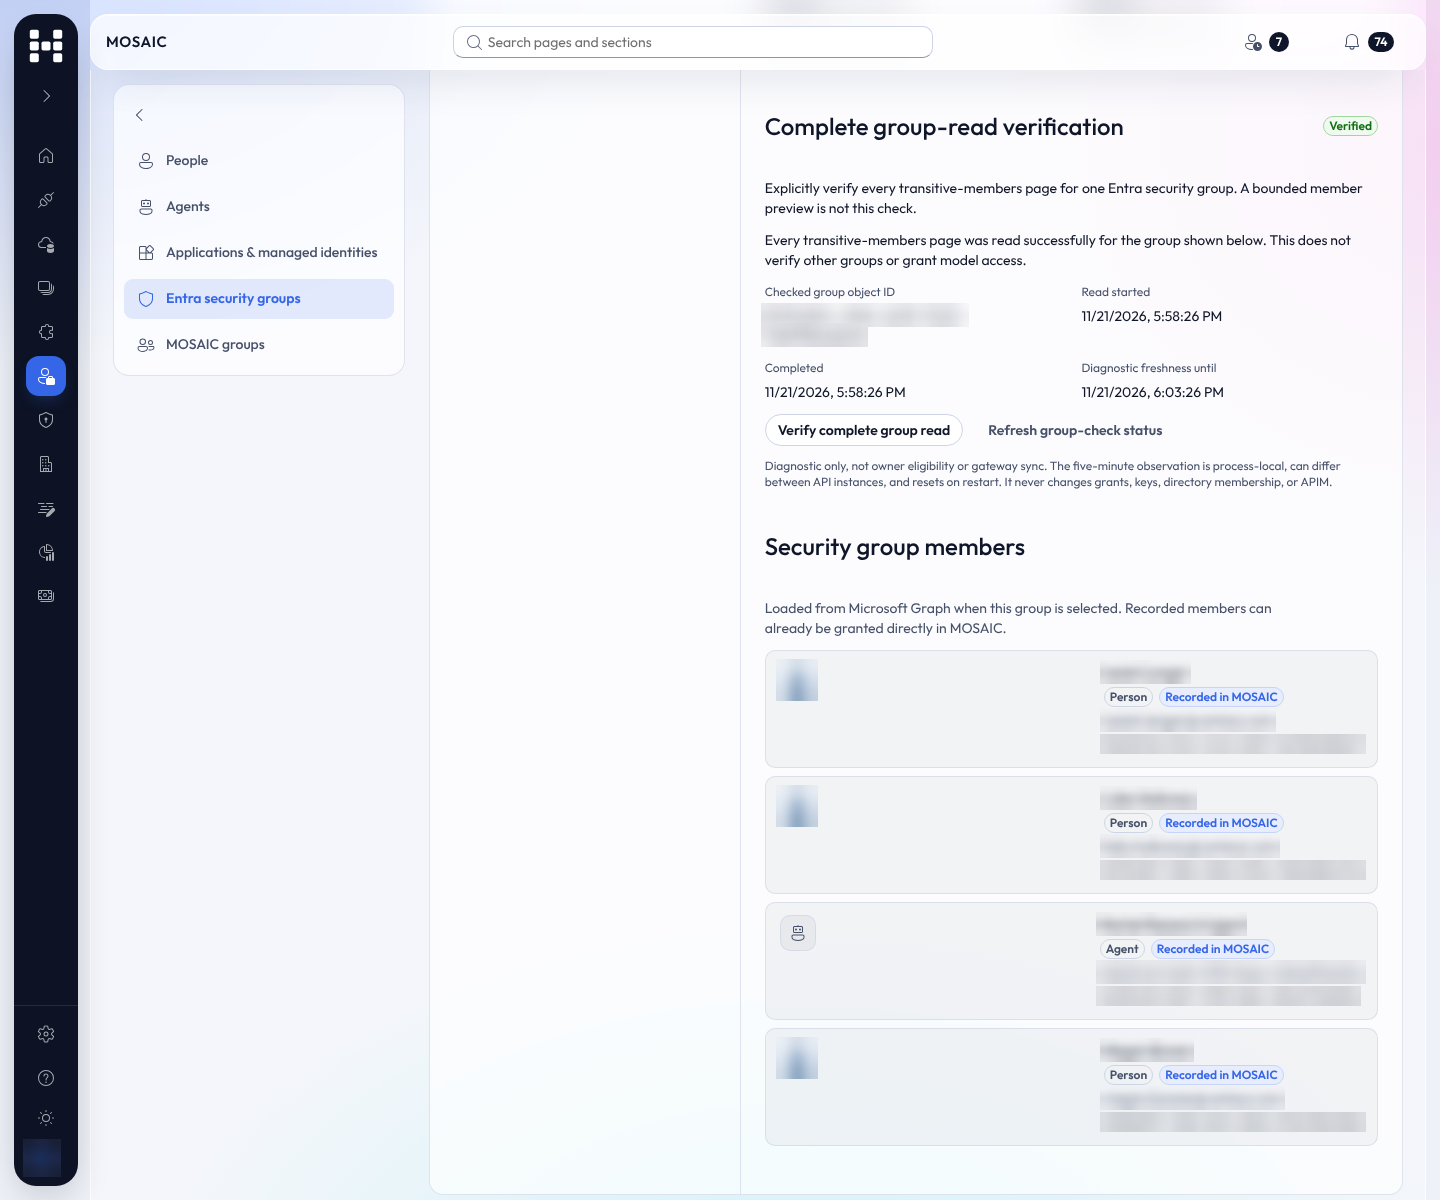 MOSAIC
Search pages and sections
7
74
People
Agents
Applications & managed identities
Entra security groups
MOSAIC groups
Complete group-read verification
Verified
Explicitly verify every transitive-members page for one Entra security group. A bounded member
preview is not this check.
Every transitive-members page was read successfully for the group shown below. This does not
verify other groups or grant model access.
Checked group object ID
Read started
11/21/2026, 5:58:26 PM
Completed
Diagnostic freshness until
11/21/2026, 5:58:26 PM
11/21/2026, 6:03:26 PM
Verify complete group read
Refresh group-check status
Diagnostic only, not owner eligibility or gateway sync. The five-minute observation is process-local, can differ
between API instances, and resets on restart. It never changes grants, keys, directory membership, or APIM.
Security group members
Loaded from Microsoft Graph when this group is selected. Recorded members can
already be granted directly in MOSAIC.
Person
Recorded in MOSAIC
Person
Recorded in MOSAIC
Agent
Recorded in MOSAIC
Person
Recorded in MOSAIC